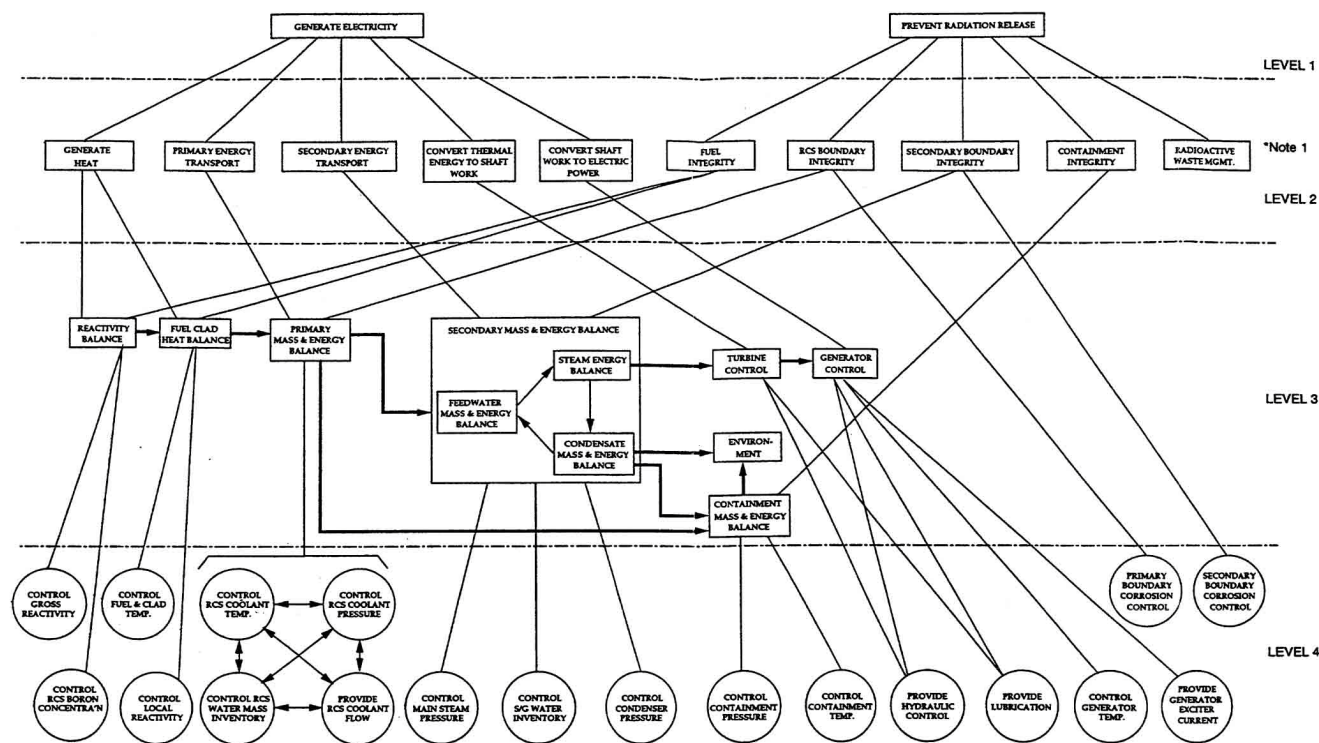 GENERATE ELECTRICITY
PREVENT RADIATION RELEASE
LEVEL 1
GENERATE
HEAT
PRIMARY ENERGY
TRANSPORT
SECONDARY ENERGY
TRANSPORT
CONVERT THERMAL
ENERGY TO SHAFT
WORK
CONVERT SHAFT
WORK TO ELECTRIC
POWER
FUEL
INTEGRITY
RCS BOUNDARY
INTEGRITY
SECONDARY BOUNDARY
INTEGRITY
CONTAINMENT
INTEGRITY
RADIOACTIVE
WASTE MGMT.
*Note 1
LEVEL 2
REACTIVITY
BALANCE
FUEL CLAD
HEAT BALANCE
PRIMARY
MASS & ENERGY
BALANCE
SECONDARY MASS & ENERGY BALANCE
STEAM ENERGY
BALANCE
FEEDWATER
MASS & ENERGY
BALANCE
CONDENSATE
MASS & ENERGY
BALANCE
TURBINE
CONTROL
GENERATOR
CONTROL
ENVIRON-
MENT
CONTAINMENT
MASS & ENERGY
BALANCE
LEVEL 3
CONTROL
GROSS
REACTIVITY
CONTROL
FUEL & CLAD
TEMP.
CONTROL
RCS COOLANT
TEMP.
CONTROL
RCS COOLANT
PRESSURE
PRIMARY
BOUNDARY
CORROSION
CONTROL
SECONDARY
BOUNDARY
CORROSION
CONTROL
LEVEL 4
CONTROL
RCS BORON
CONCENTRA'N
CONTROL
LOCAL
REACTIVITY
CONTROL RCS
WATER MASS
INVENTORY
PROVIDE
RCS COOLANT
FLOW
CONTROL
MAIN STEAM
PRESSURE
CONTROL
S/G WATER
INVENTORY
CONTROL
CONDENSER
PRESSURE
CONTROL
CONTAINMENT
PRESSURE
CONTROL
CONTAINMENT
TEMP.
PROVIDE
HYDRAULIC
CONTROL
PROVIDE
LUBRICATION
CONTROL
GENERATOR
TEMP.
PROVIDE
GENERATOR
EXCITER
CURRENT